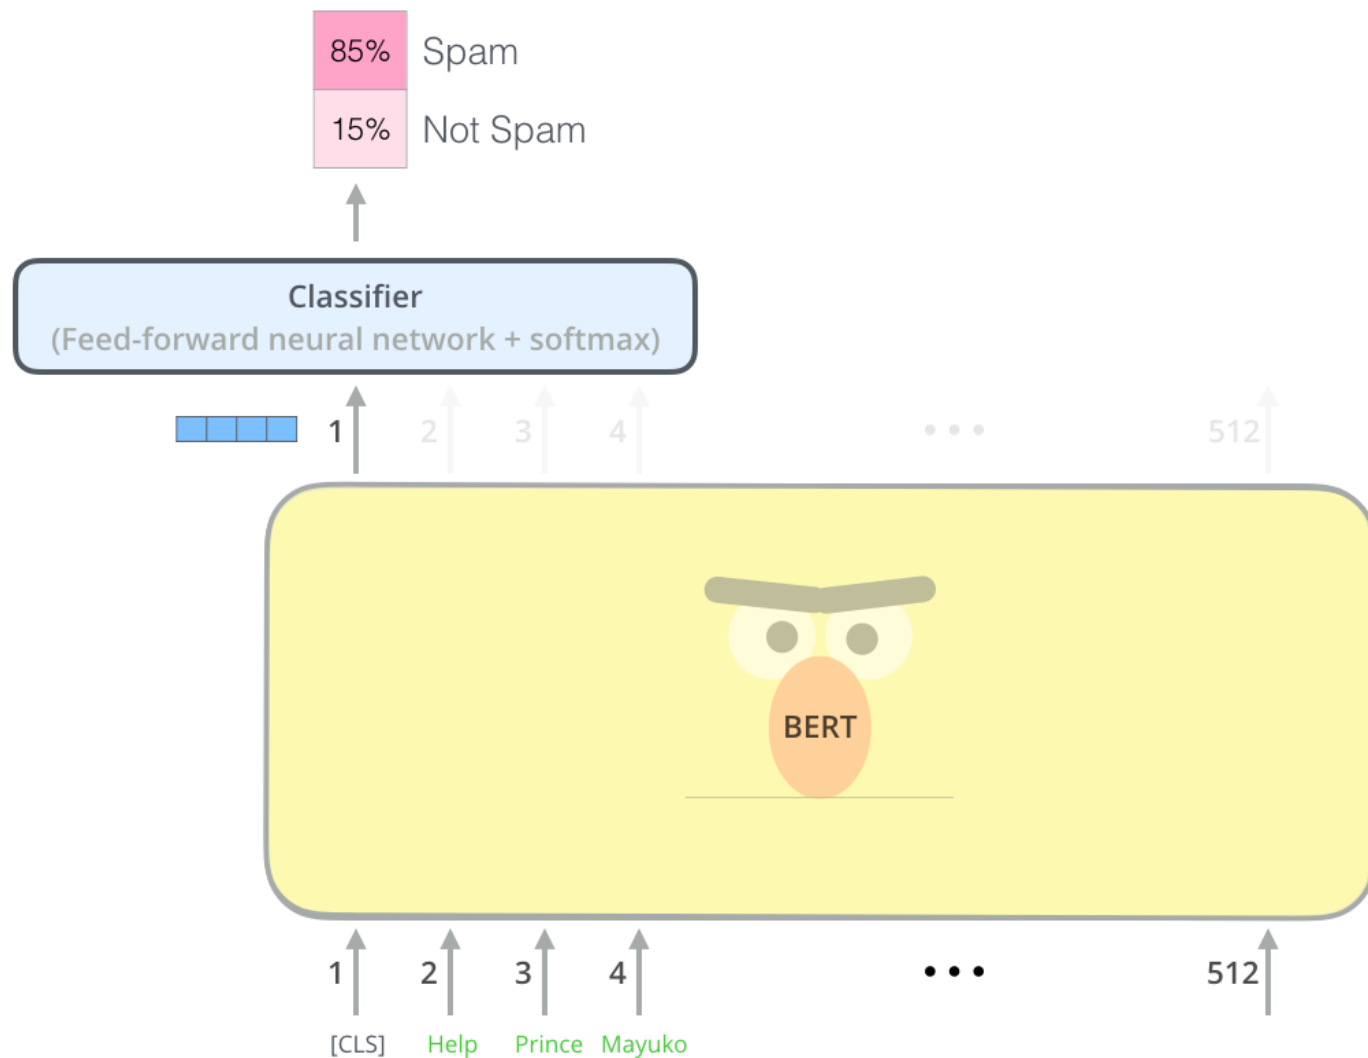 85% Spam
15% Not Spam
Classifier
(Feed-forward neural network + softmax)
1 2 3 4 ••• 512
BERT
1 2 3 4 ••• 512
[CLS] Help Prince Mayuko